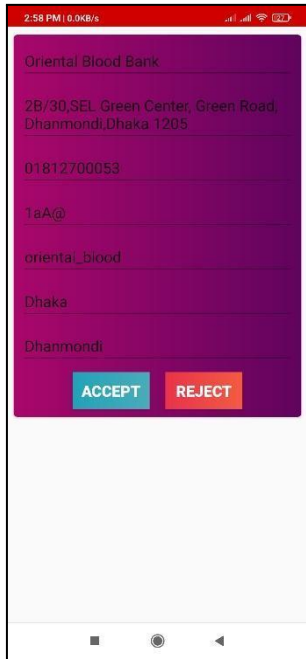 2:58 PM | 0.0KB/s
27
Oriental Blood Bank
2B/30,SEL Green Center, Green Road,
Dhanmondi,Dhaka 1205
01812700053
1aA@
oriental_blood
Dhaka
Dhanmondi
ACCEPT REJECT